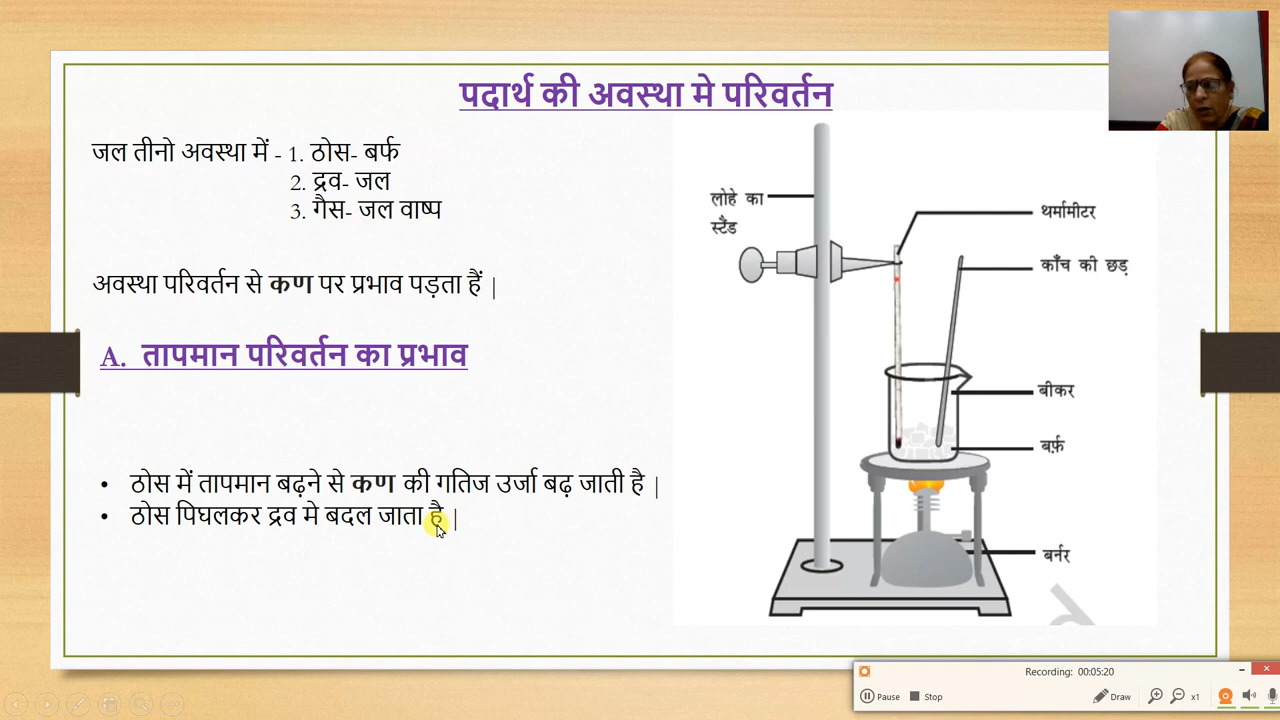 पदार्थ की अवस्था मे परिवर्तन
जल तीनो अवस्था में - 1. ठोस- बर्फ
2. द्रव- जल
3. गैस- जल वाष्प
अवस्था परिवर्तन से कण पर प्रभाव पड़ता हैं |
A. तापमान परिवर्तन का प्रभाव
• ठोस में तापमान बढ़ने से कण की गतिज उर्जा बढ़ जाती है |
• ठोस पिघलकर द्रव मे बदल जाता है |
लोहे का
स्टैंड
थर्मामीटर
काँच की छड़
बीकर
बर्फ़
बर्नर
Recording: 00:05:20
Pause Stop Draw x1